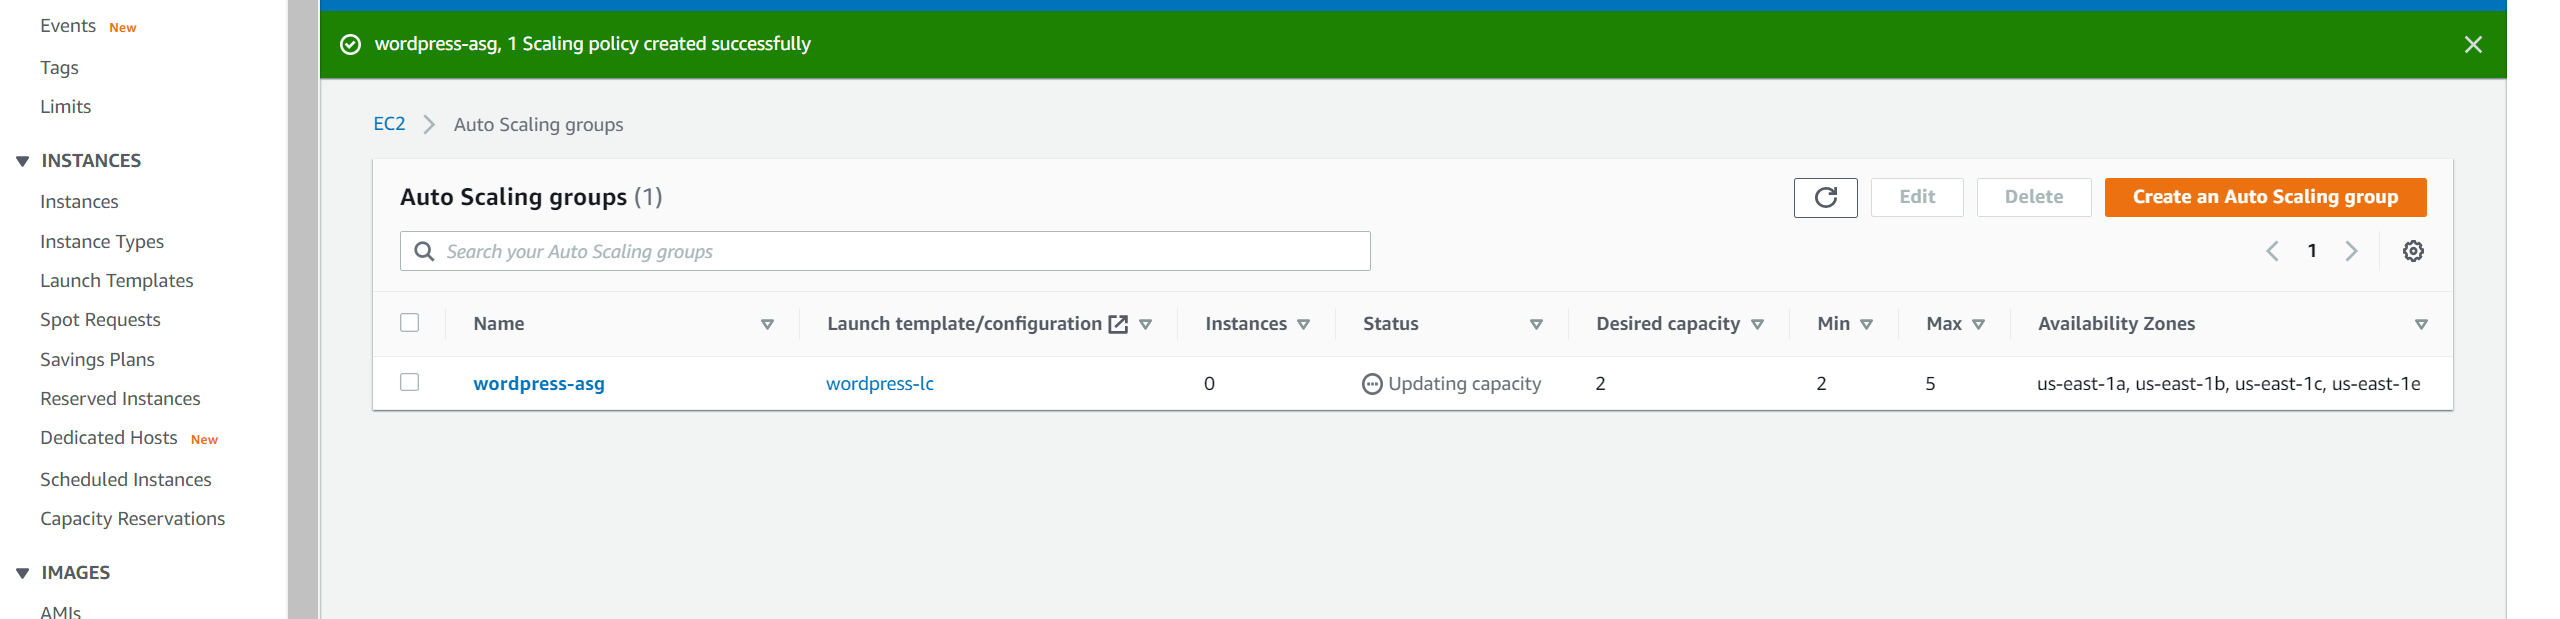 Events New
Tags
Limits
INSTANCES
Instances
Instance Types
Launch Templates
Spot Requests
Savings Plans
Reserved Instances
Dedicated Hosts New
Scheduled Instances
Capacity Reservations
IMAGES
AMIs
wordpress-asg, 1 Scaling policy created successfully
EC2 > Auto Scaling groups
Auto Scaling groups (1)
Edit
Delete
Create an Auto Scaling group
Search your Auto Scaling groups
1
Name Launch template/configuration Instances Status Desired capacity Min Max Availability Zones
wordpress-asg wordpress-lc 0 Updating capacity 2 2 5 us-east-1a, us-east-1b, us-east-1c, us-east-1e